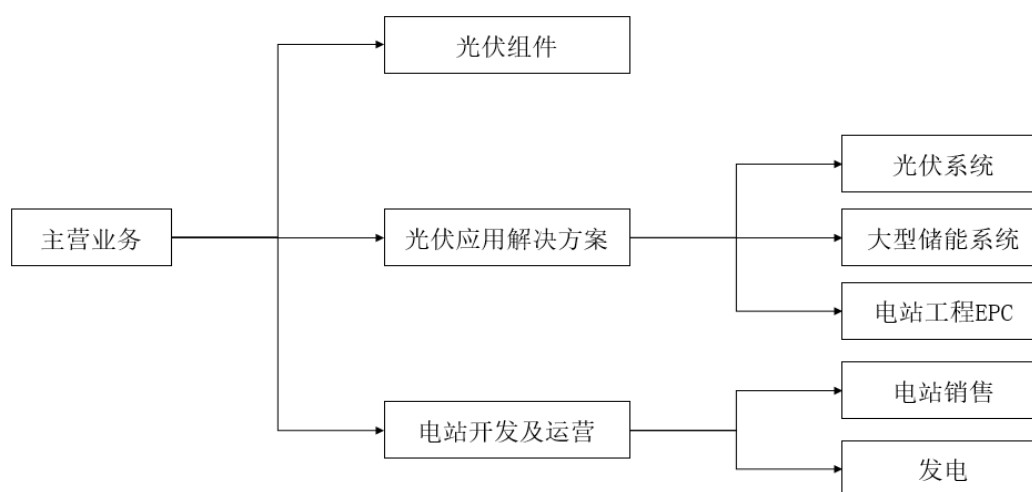 光伏组件
光伏系统
主营业务
光伏应用解决方案
大型储能系统
电站工程EPC
电站销售
电站开发及运营
发电